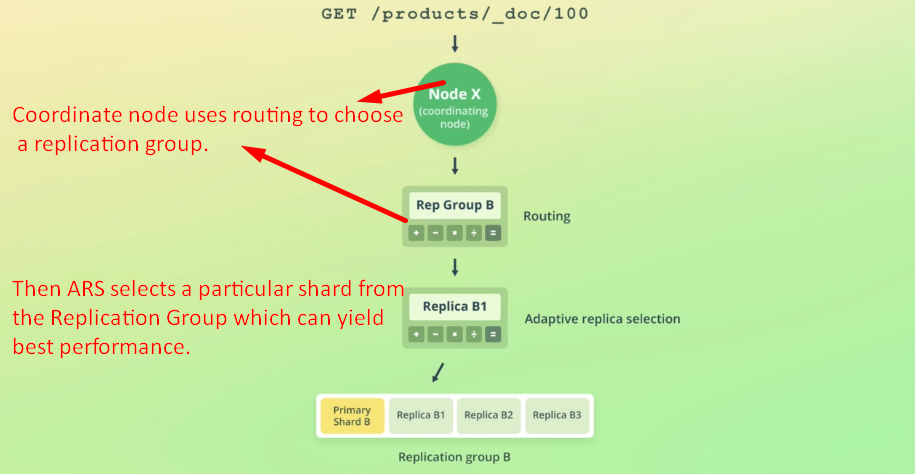 GET /products/_doc/100
Node X
(coordinating
node)
Coordinate node uses routing to choose
a replication group.
Rep Group B
+ − × ÷ =
Routing
Then ARS selects a particular shard from
the Replication Group which can yield
best performance.
Replica B1
+ − × ÷ =
Adaptive replica selection
Primary
Shard B
Replica B1
Replica B2
Replica B3
Replication group B